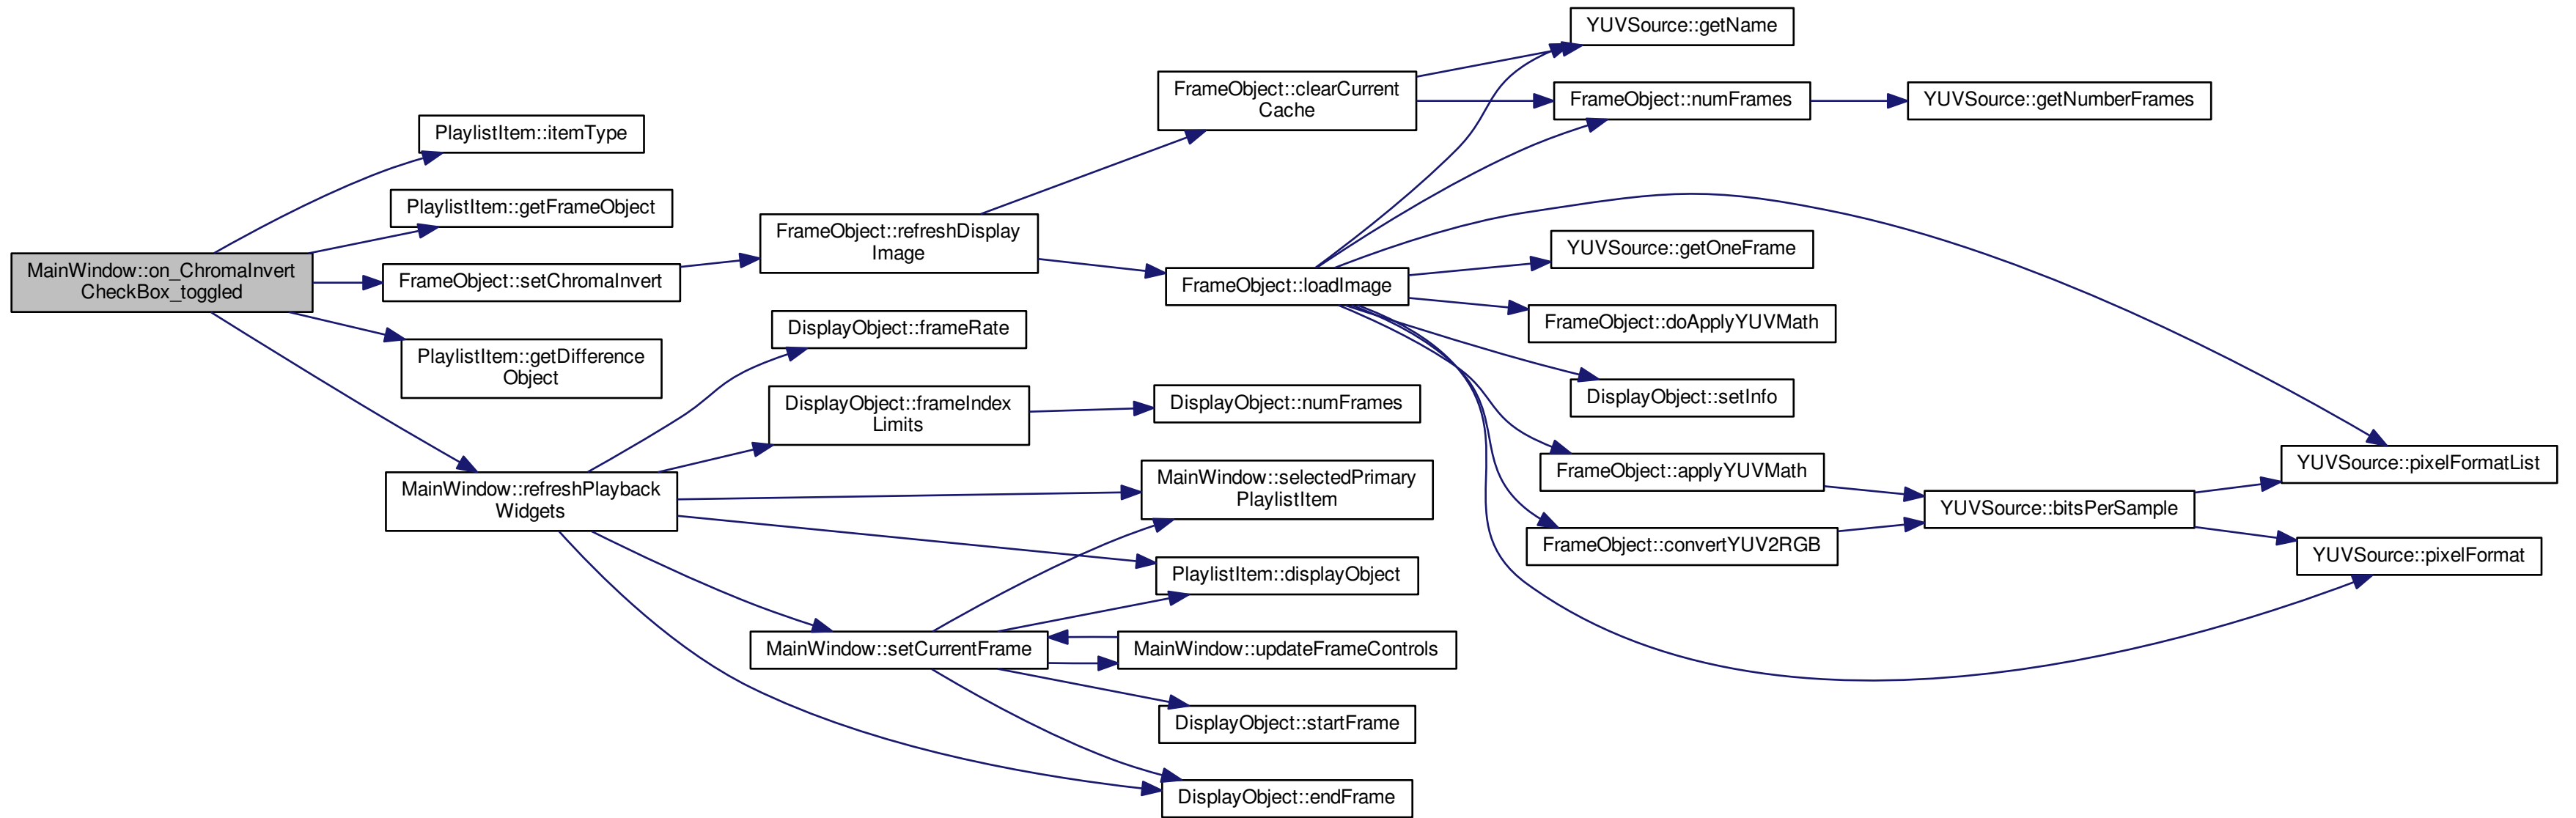 MainWindow::on_ChromaInvert
CheckBox_toggled
PlaylistItem::itemType
PlaylistItem::getFrameObject
FrameObject::setChromaInvert
PlaylistItem::getDifference
Object
MainWindow::refreshPlayback
Widgets
FrameObject::refreshDisplay
Image
DisplayObject::frameRate
DisplayObject::frameIndex
Limits
MainWindow::setCurrentFrame
FrameObject::clearCurrent
Cache
FrameObject::loadImage
DisplayObject::numFrames
MainWindow::selectedPrimary
PlaylistItem
PlaylistItem::displayObject
MainWindow::updateFrameControls
DisplayObject::startFrame
DisplayObject::endFrame
YUVSource::getName
FrameObject::numFrames
YUVSource::getOneFrame
FrameObject::doApplyYUVMath
DisplayObject::setInfo
FrameObject::applyYUVMath
FrameObject::convertYUV2RGB
YUVSource::getNumberFrames
YUVSource::bitsPerSample
YUVSource::pixelFormatList
YUVSource::pixelFormat